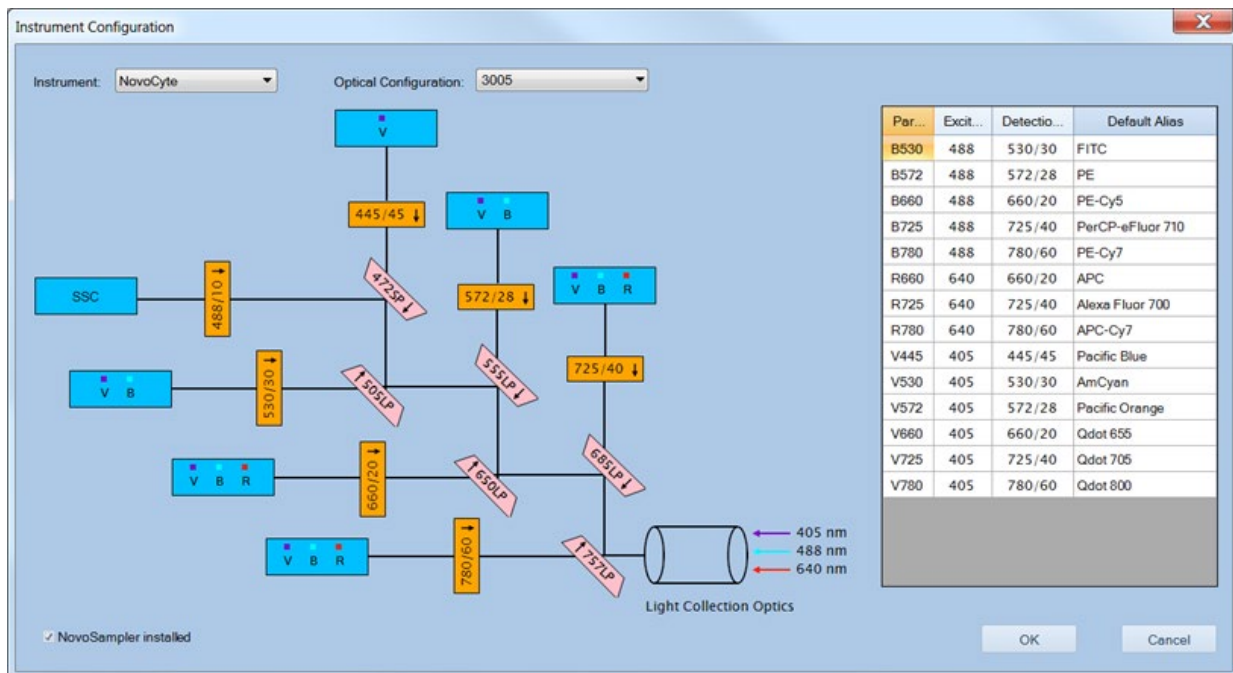 Instrument Configuration
Instrument: NovoCyte
Optical Configuration: 3005
V
445/45 ↓
V B
472SP ↓
572/28 ↓
V B R
SSC
488/10 →
555LP ↓
725/40 ↓
V B
530/30 →
↑ 505LP
685LP ↓
V B R
660/20 →
↑ 650LP
V B R
780/60 →
↑ 757LP
405 nm
488 nm
640 nm
Light Collection Optics
Par... Excit... Detectio... Default Alias
B530 488 530/30 FITC
B572 488 572/28 PE
B660 488 660/20 PE-Cy5
B725 488 725/40 PerCP-eFluor 710
B780 488 780/60 PE-Cy7
R660 640 660/20 APC
R725 640 725/40 Alexa Fluor 700
R780 640 780/60 APC-Cy7
V445 405 445/45 Pacific Blue
V530 405 530/30 AmCyan
V572 405 572/28 Pacific Orange
V660 405 660/20 Qdot 655
V725 405 725/40 Qdot 705
V780 405 780/60 Qdot 800
NovoSampler installed
OK
Cancel